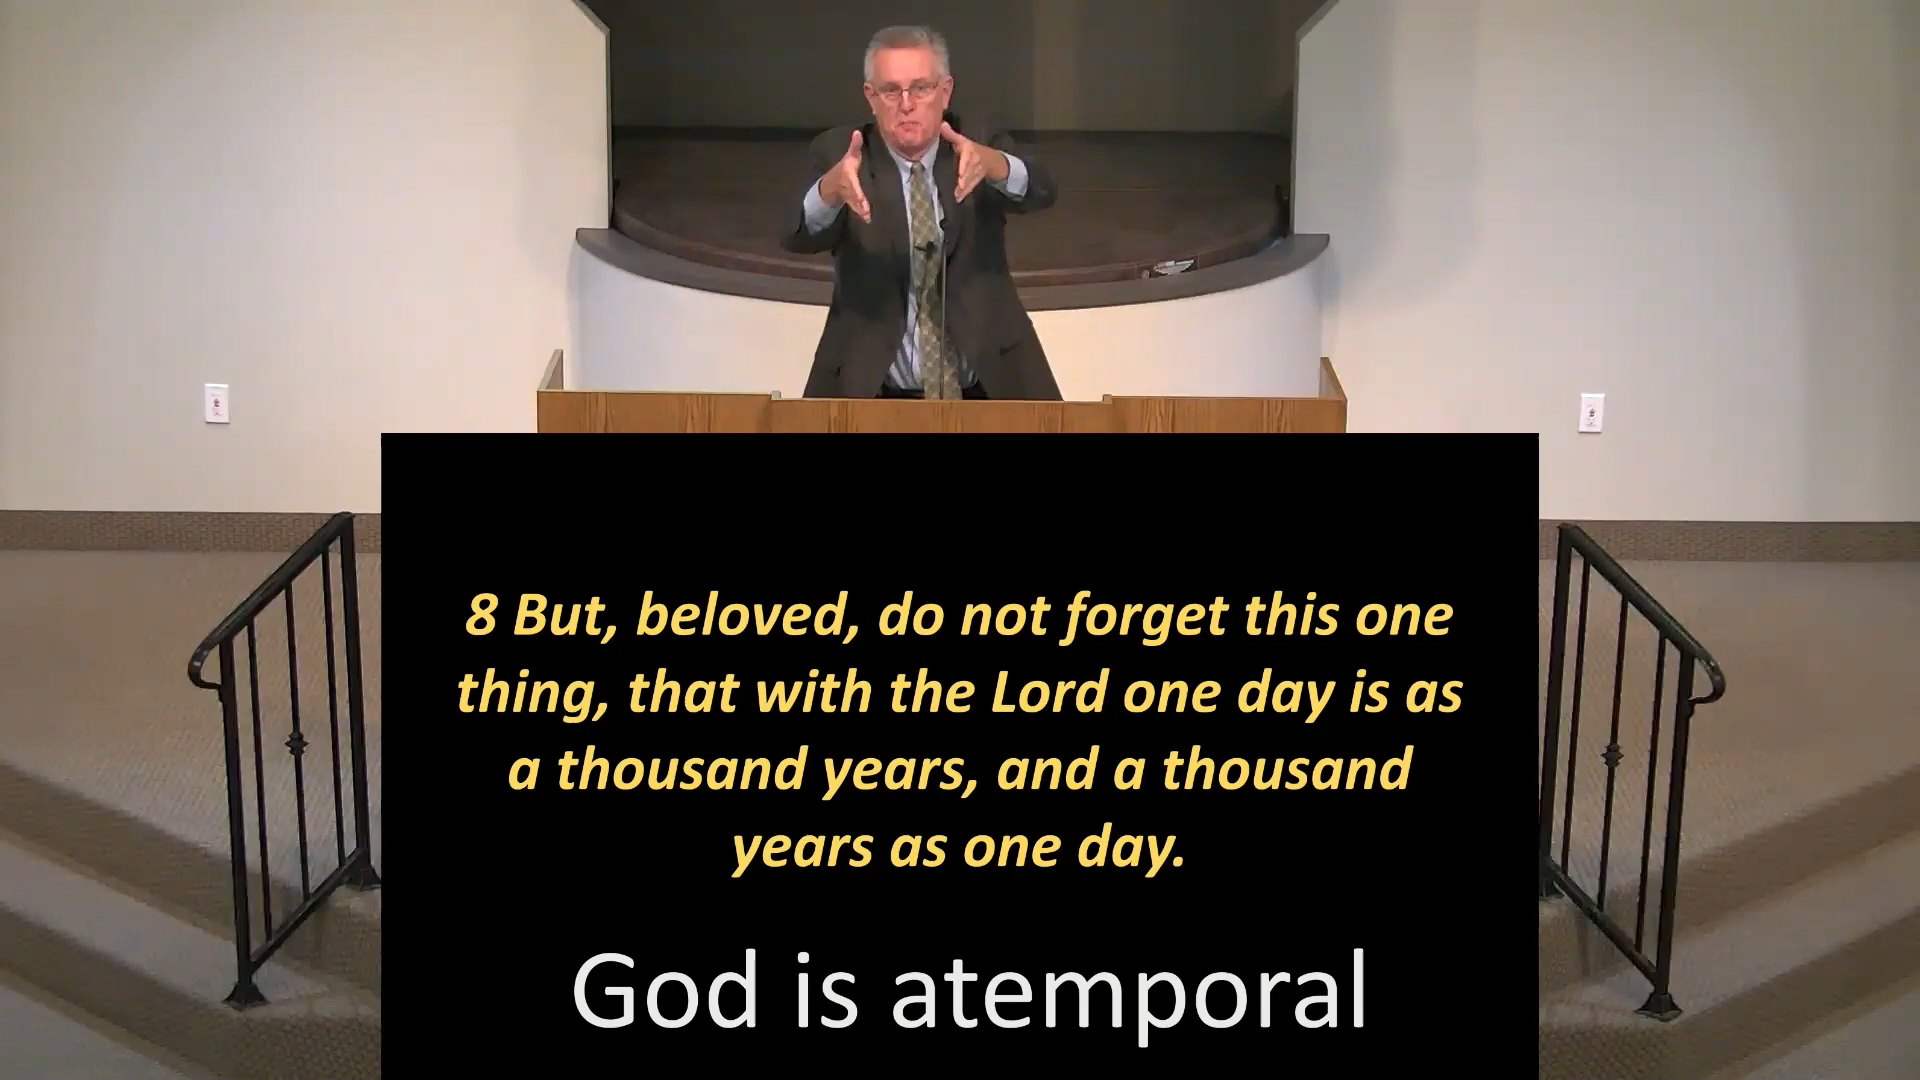 8 But, beloved, do not forget this one
thing, that with the Lord one day is as
a thousand years, and a thousand
years as one day.
God is atemporal